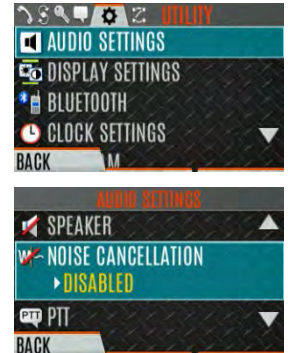 UTILITY
AUDIO SETTINGS
DISPLAY SETTINGS
BLUETOOTH
CLOCK SETTINGS
BACK M
AUDIO SETTINGS
SPEAKER
NOISE CANCELLATION
▸DISABLED
PTT PTT
BACK